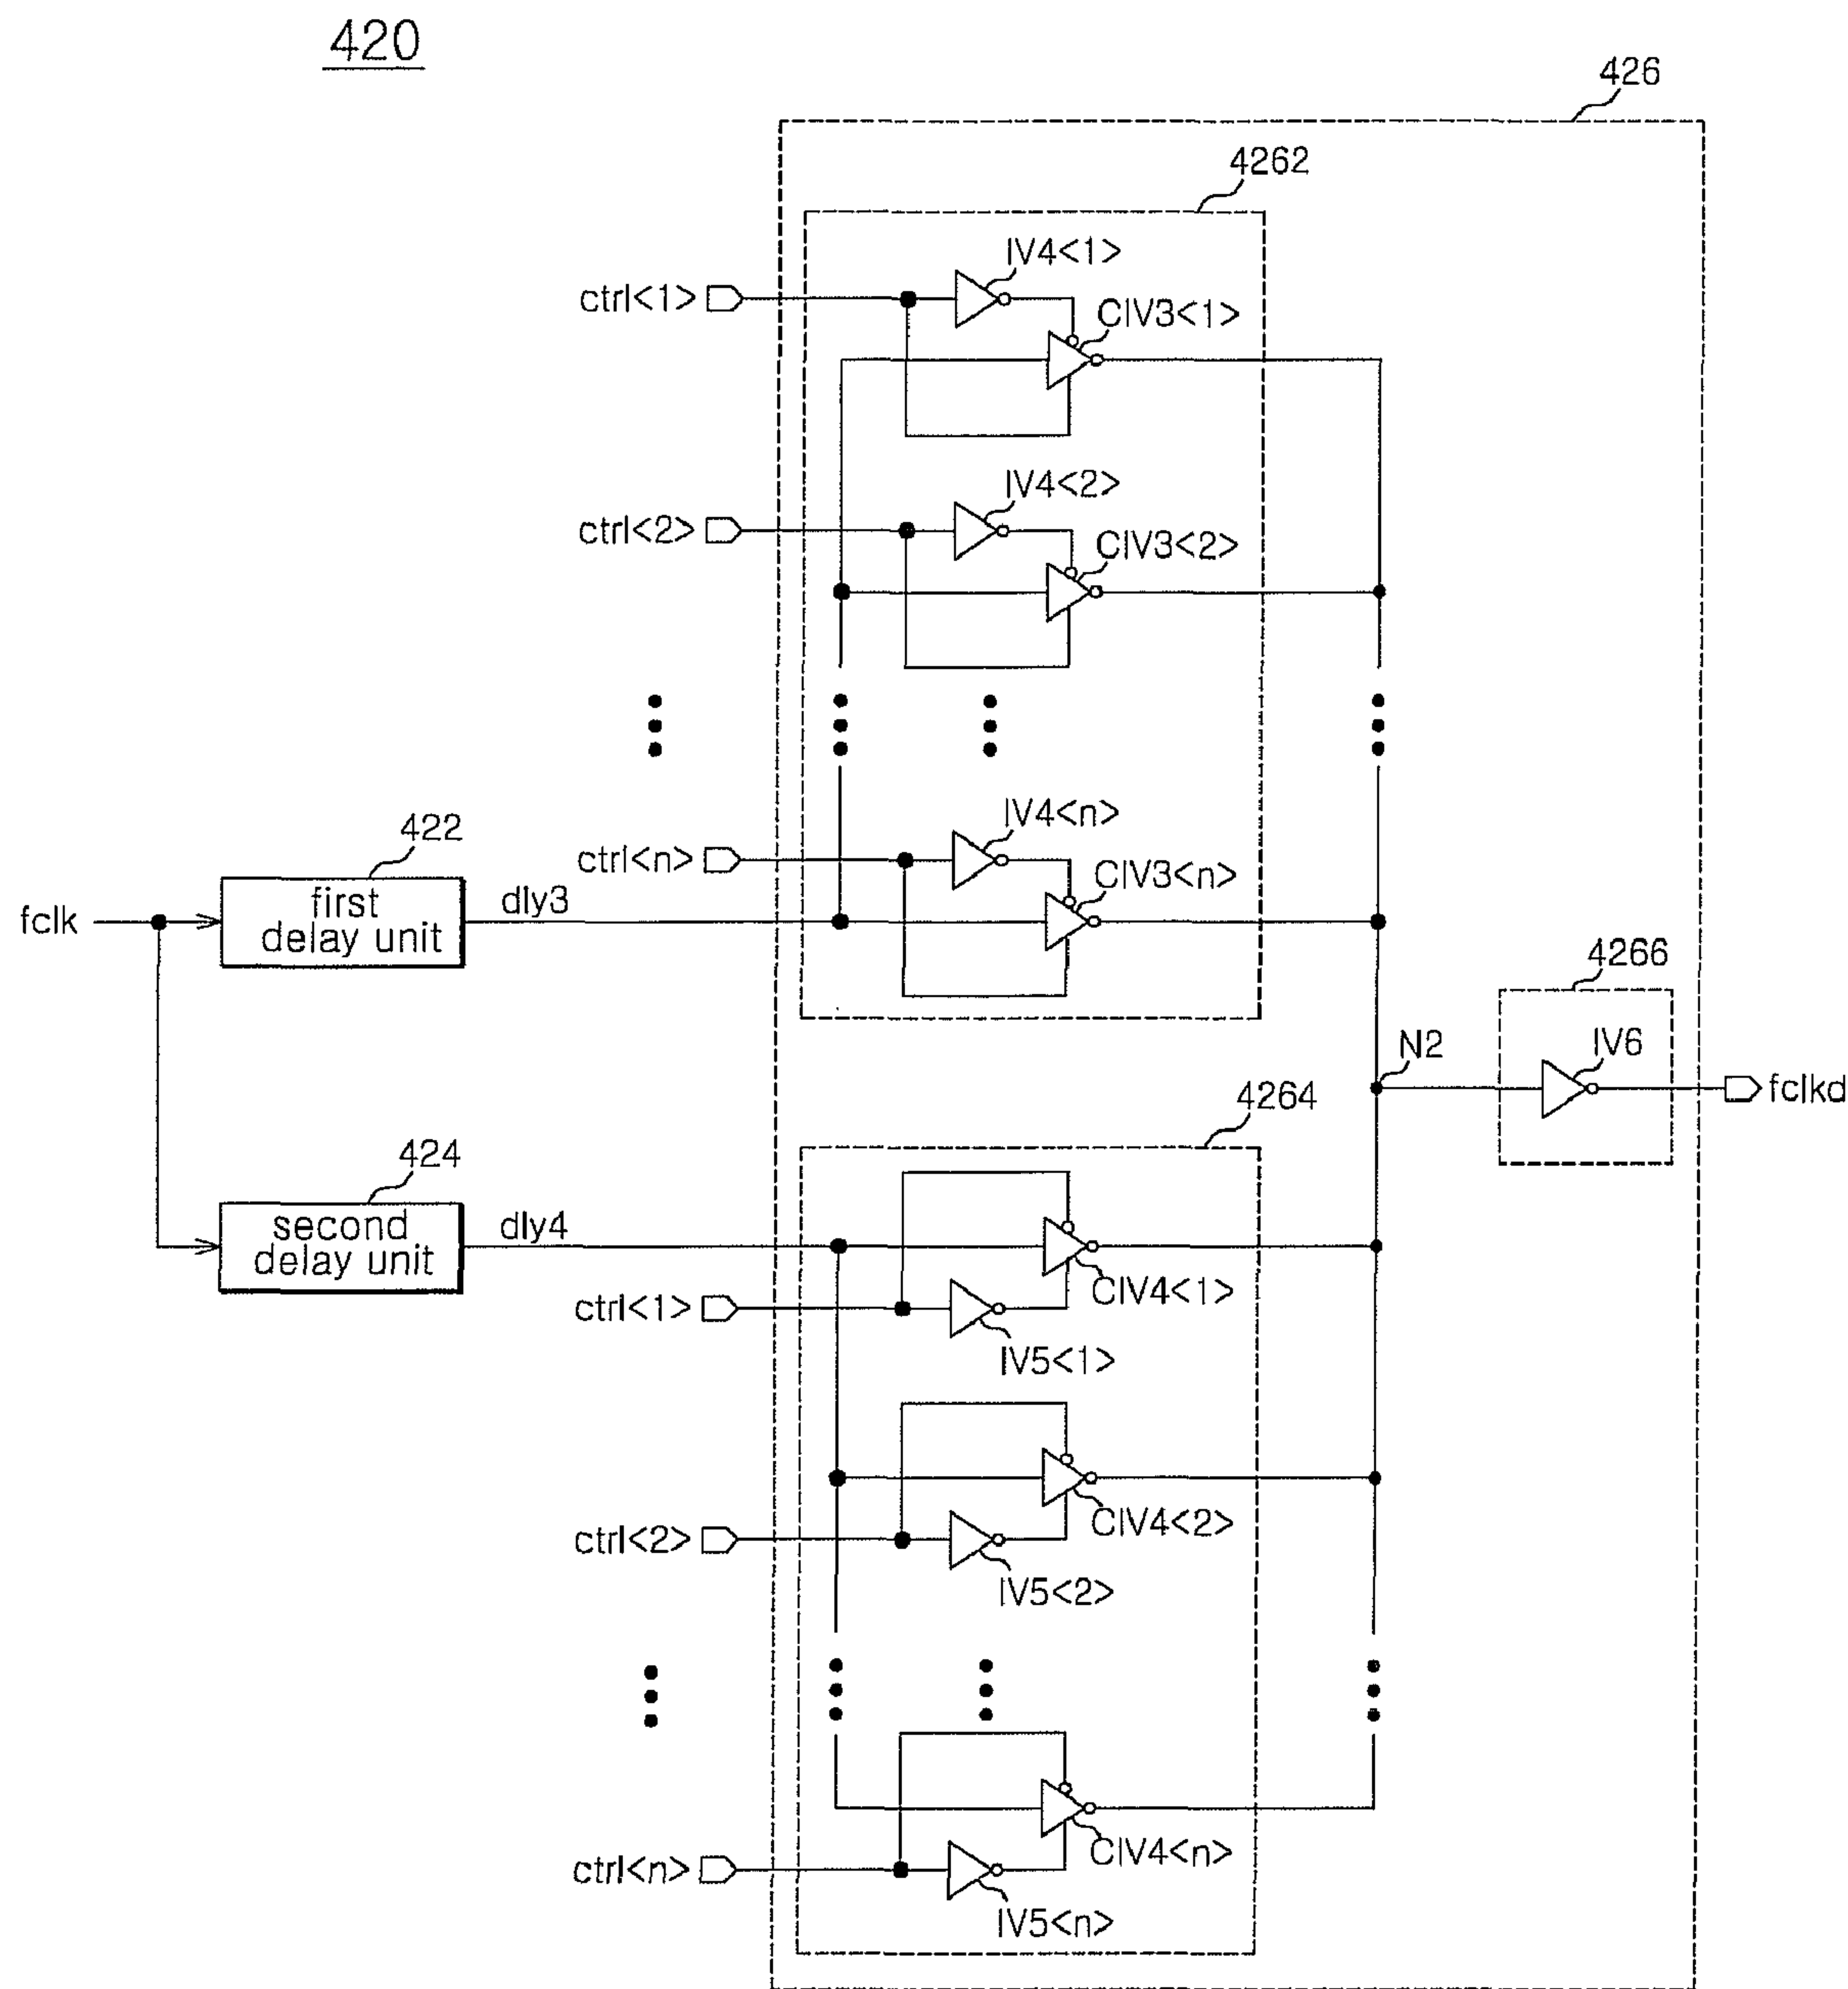 420
426
4262
IV4<1>
ctrl<1>
CIV3<1>
IV4<2>
ctrl<2>
CIV3<2>
IV4<n>
ctrl<n>
CIV3<n>
422
fclk
first
delay unit
dly3
4266
N2
IV6
fclkd
4264
424
second
delay unit
dly4
CIV4<1>
ctrl<1>
IV5<1>
CIV4<2>
ctrl<2>
IV5<2>
CIV4<n>
ctrl<n>
IV5<n>